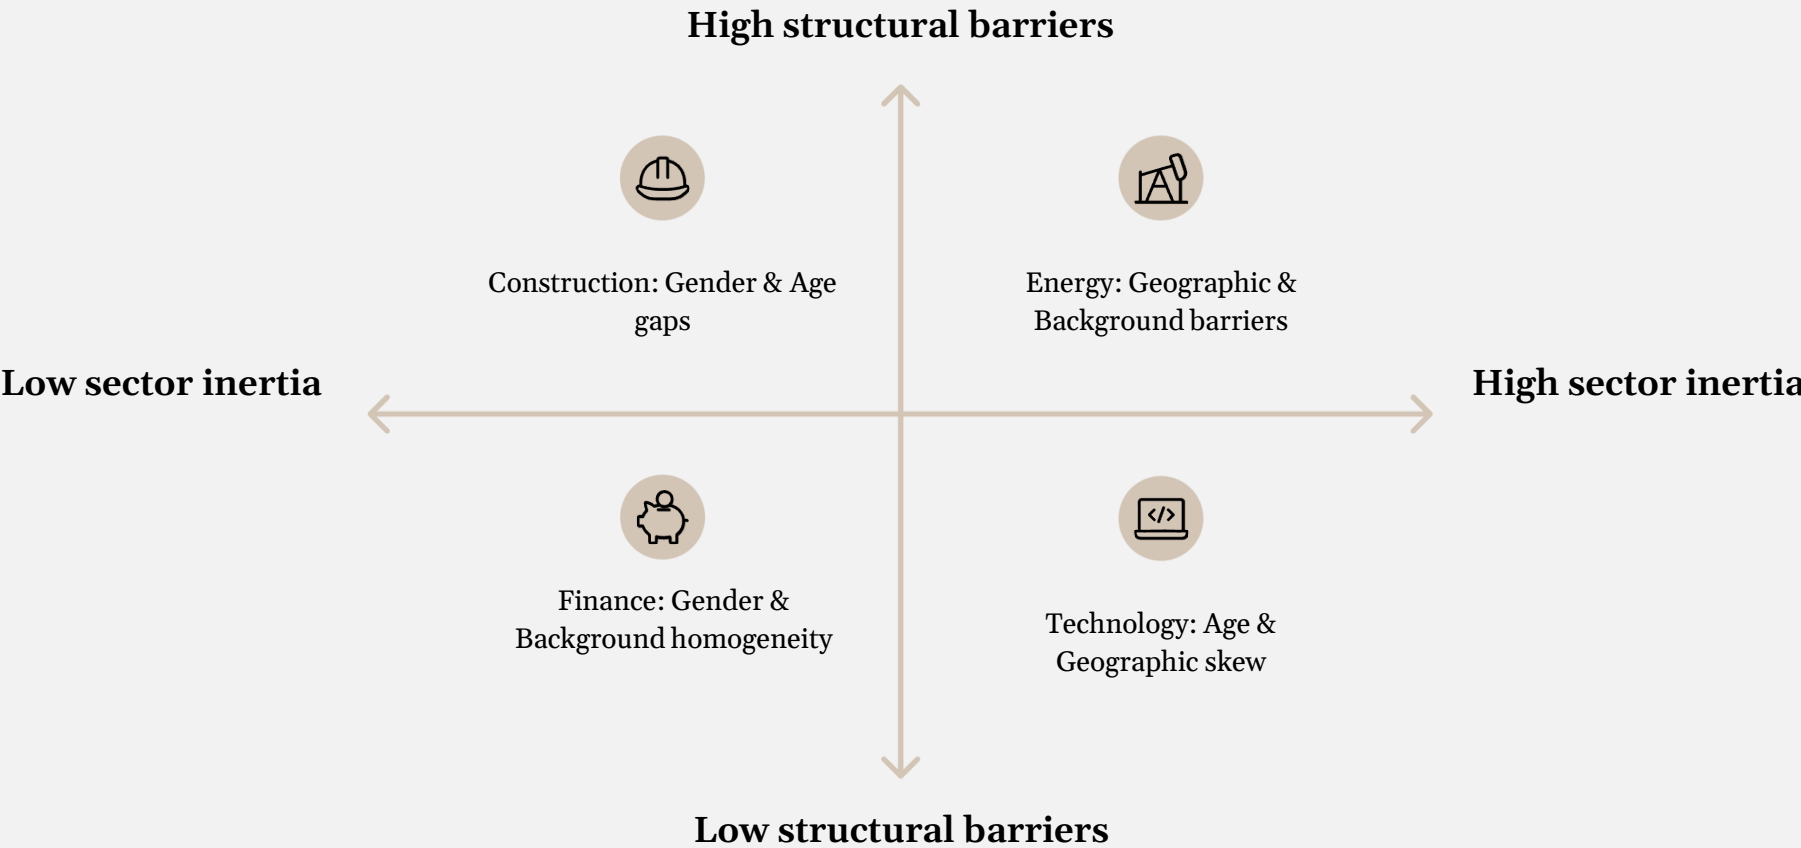 High structural barriers
Construction: Gender & Age
gaps
Energy: Geographic &
Background barriers
Low sector inertia
High sector inertia
</>
Finance: Gender &
Background homogeneity
Technology: Age &
Geographic skew
Low structural barriers